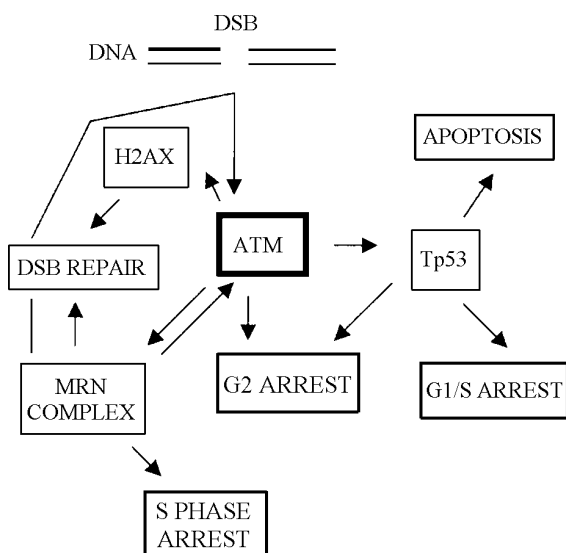 DSB
DNA
APOPTOSIS
H2AX
ATM
Tp53
DSB REPAIR
MRN
COMPLEX
G2 ARREST
G1/S ARREST
S PHASE
ARREST